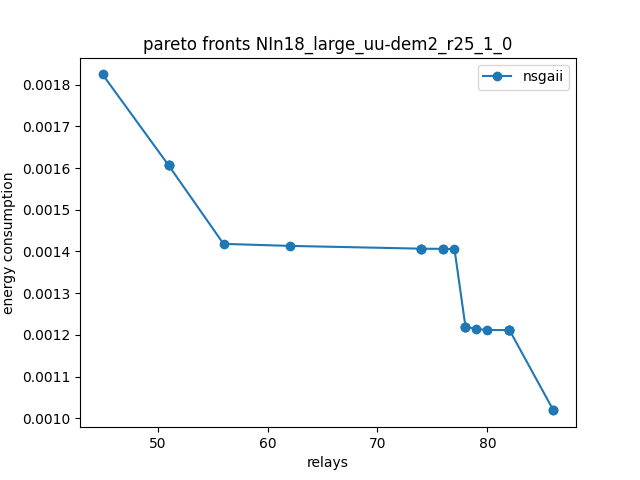 pareto fronts NIn18_large_uu-dem2_r25_1_0
nsgaii
0.0018
0.0017
0.0016
0.0015
0.0014
0.0013
0.0012
0.0011
0.0010
energy consumption
50 60 70 80
relays